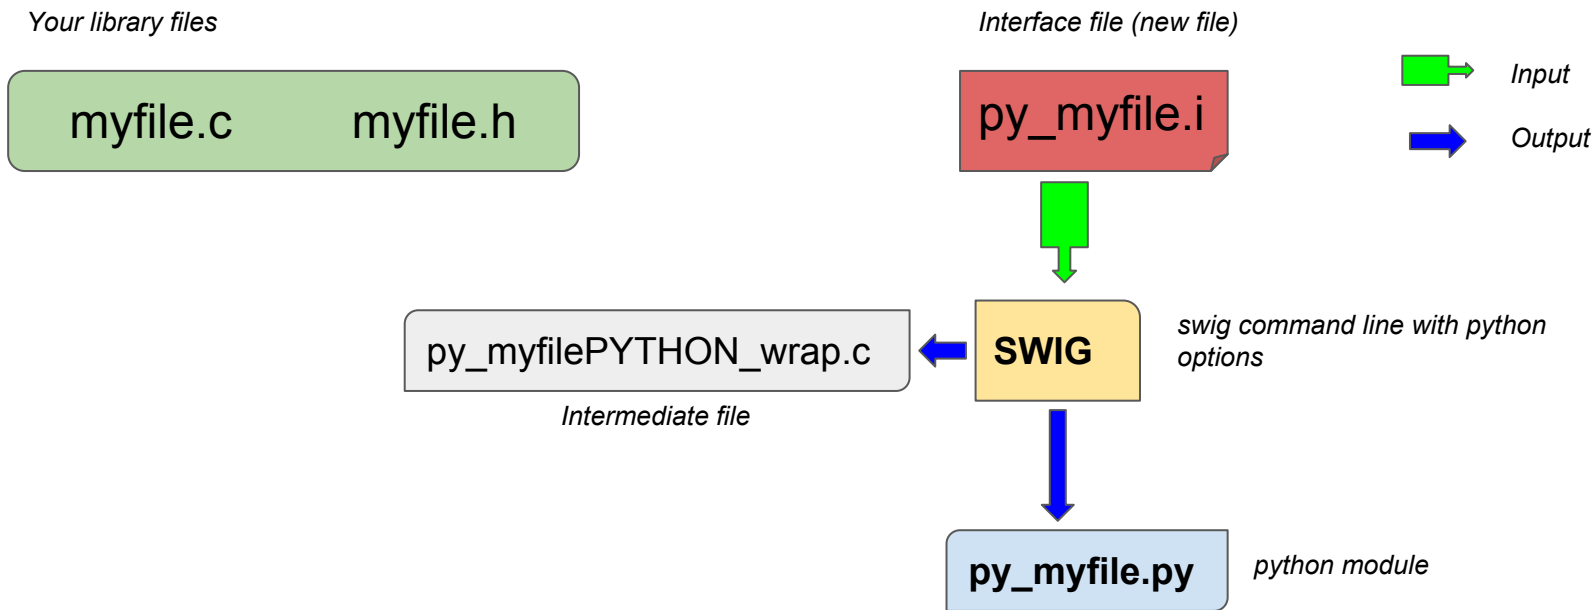 Your library files
Interface file (new file)
myfile.c
myfile.h
py_myfile.i
Input
Output
py_myfilePYTHON_wrap.c
SWIG
swig command line with python
options
Intermediate file
py_myfile.py
python module